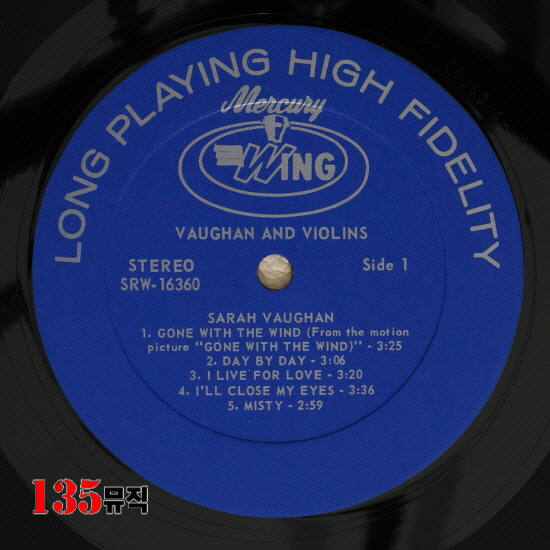 LONG PLAYING HIGH FIDELITY
Mercury
WING
VAUGHAN AND VIOLINS
STEREO
SRW-16360
Side 1
SARAH VAUGHAN
1. GONE WITH THE WIND (From the motion
picture "GONE WITH THE WIND)" - 3:25
2. DAY BY DAY - 3:06
3. I LIVE FOR LOVE - 3:20
4. I'LL CLOSE MY EYES - 3:36
5. MISTY - 2:59
135뮤직